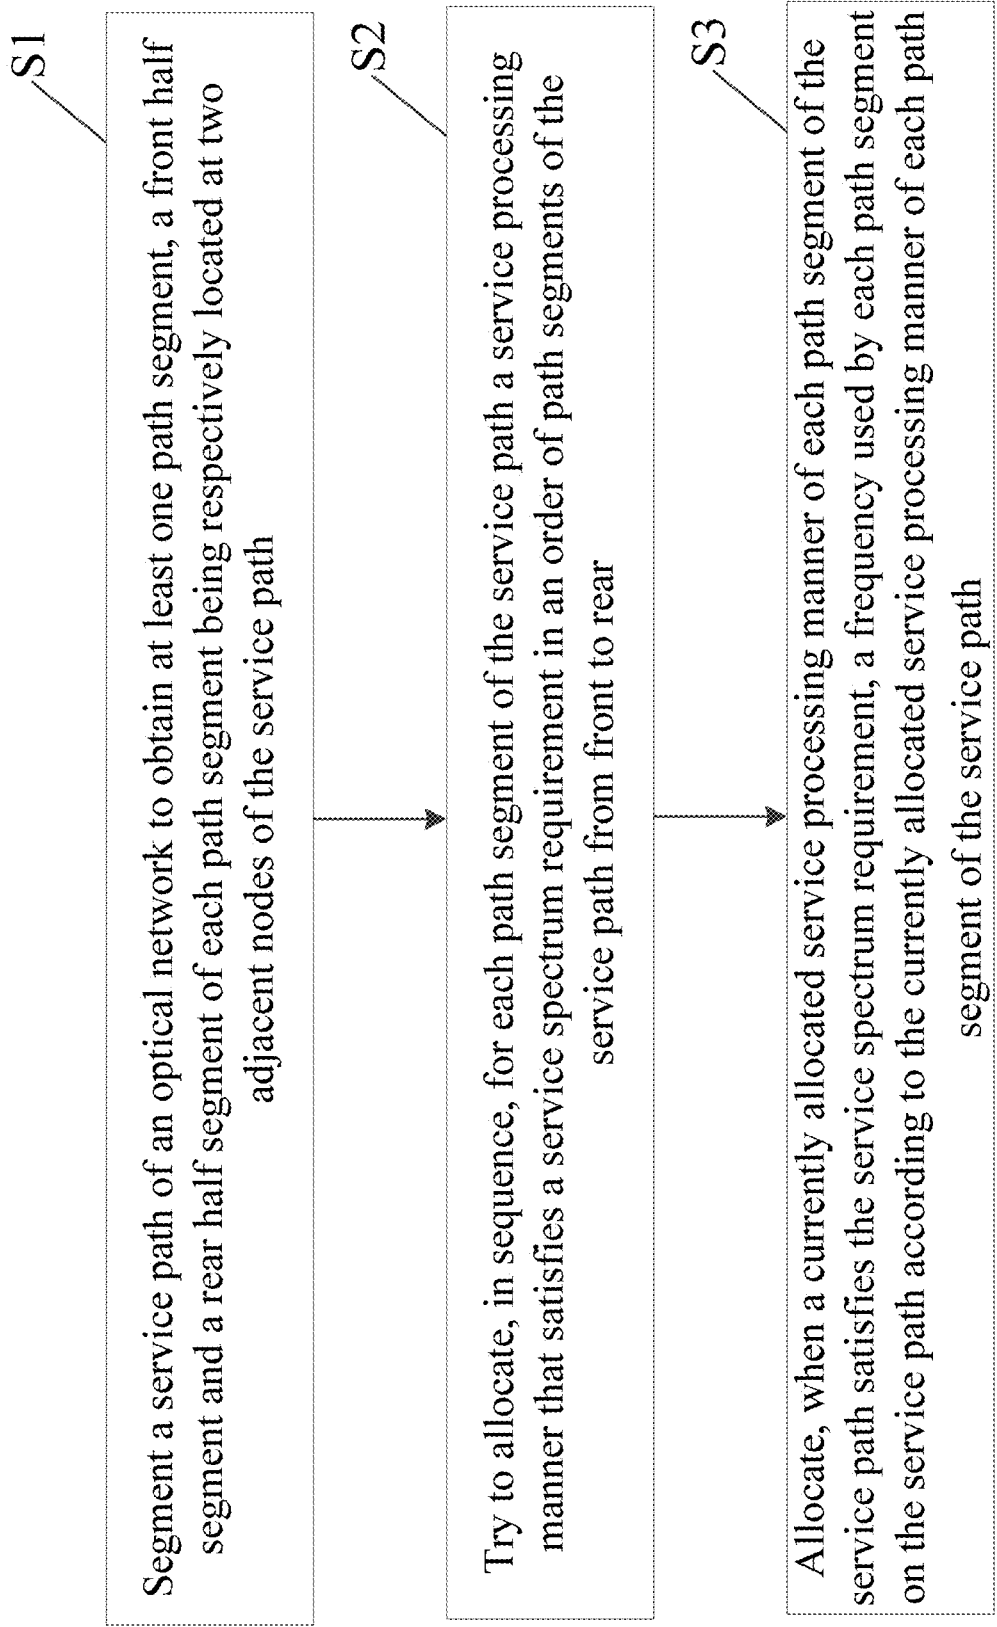 S1
Segment a service path of an optical network to obtain at least one path segment, a front half
segment and a rear half segment of each path segment being respectively located at two
adjacent nodes of the service path
S2
Try to allocate, in sequence, for each path segment of the service path a service processing
manner that satisfies a service spectrum requirement in an order of path segments of the
service path from front to rear
S3
Allocate, when a currently allocated service processing manner of each path segment of the
service path satisfies the service spectrum requirement, a frequency used by each path segment
on the service path according to the currently allocated service processing manner of each path
segment of the service path